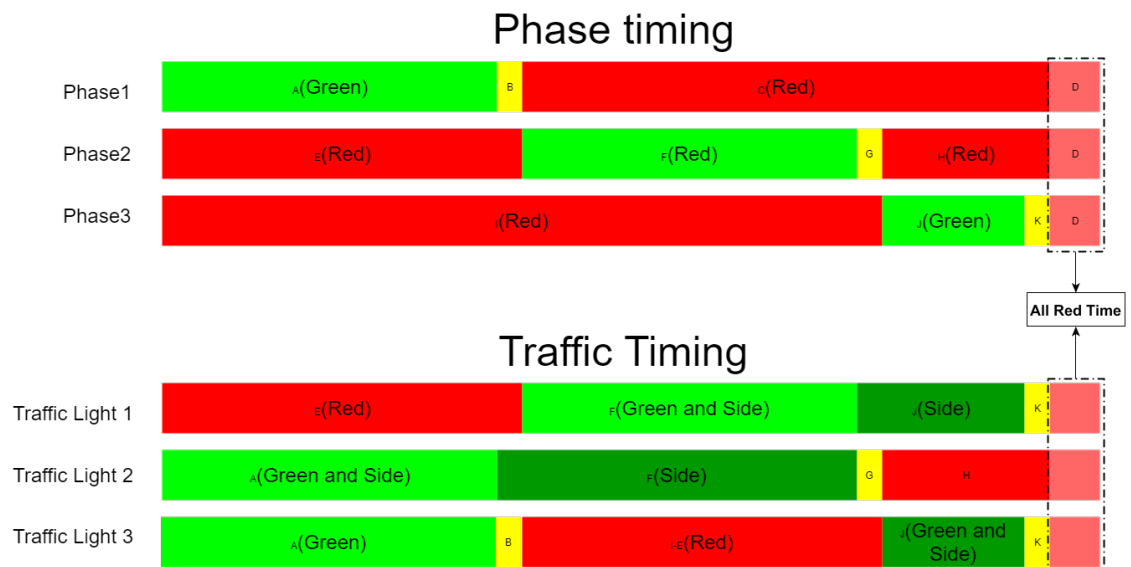 Phase timing
Phase1
A(Green)
B
C(Red)
D
Phase2
E(Red)
F(Red)
G
H(Red)
D
Phase3
I(Red)
J(Green)
K
D
All Red Time
Traffic Timing
Traffic Light 1
E(Red)
F(Green and Side)
J(Side)
K
Traffic Light 2
A(Green and Side)
F(Side)
G
H
Traffic Light 3
A(Green)
B
I-E(Red)
J(Green and
Side)
K